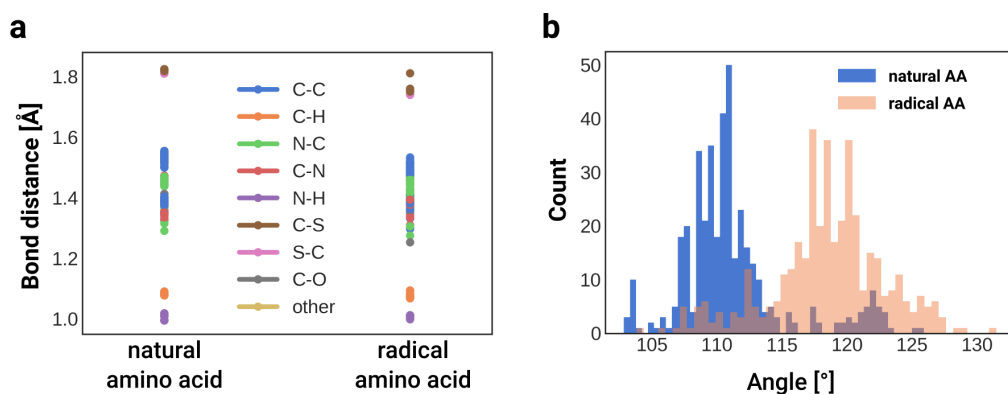 a
Bond distance [Å]
1.8
1.6
1.4
1.2
1.0
C-C
C-H
N-C
C-N
N-H
C-S
S-C
C-O
other
natural
amino acid
radical
amino acid
b
Count
50
40
30
20
10
0
natural AA
radical AA
105 110 115 120 125 130
Angle [°]